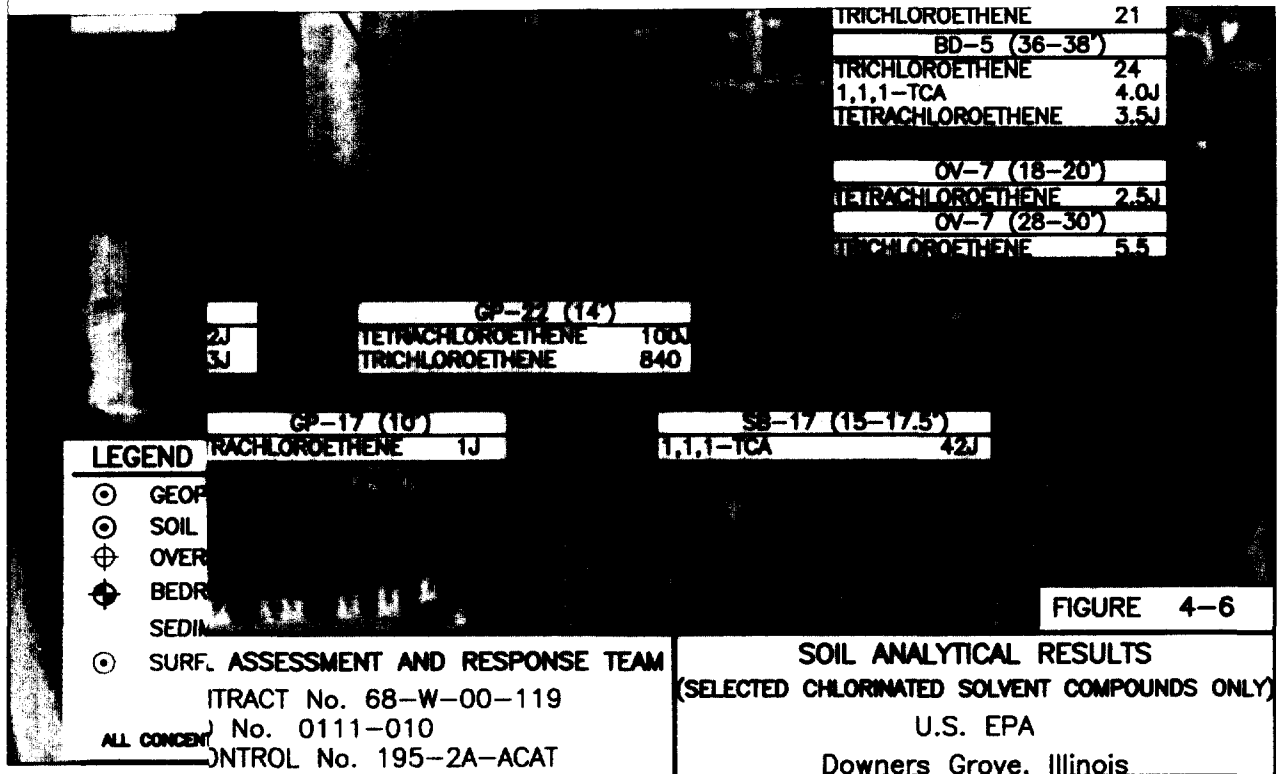 TRICHLOROETHENE 21
BD-5 (36-38')
TRICHLOROETHENE 24
1,1,1-TCA 4.0J
TETRACHLOROETHENE 3.5J
OV-7 (18-20')
TETRACHLOROETHENE 2.5J
OV-7 (28-30')
TRICHLOROETHENE 5.5
GP-22 (14')
2J
TETRACHLOROETHENE 100J
3J
TRICHLOROETHENE 840
GP-17 (10')
RACHLOROETHENE 1J
SB-17 (15-17.5')
1,1,1-TCA 42J
LEGEND
GEOP
SOIL
OVER
BEDR
SEDIM
SURF.
ALL CONCENT
FIGURE 4-6
ASSESSMENT AND RESPONSE TEAM
ITRACT No. 68-W-00-119
) No. 0111-010
ONTROL No. 195-2A-ACAT
SOIL ANALYTICAL RESULTS
(SELECTED CHLORINATED SOLVENT COMPOUNDS ONLY)
U.S. EPA
Downers Grove, Illinois